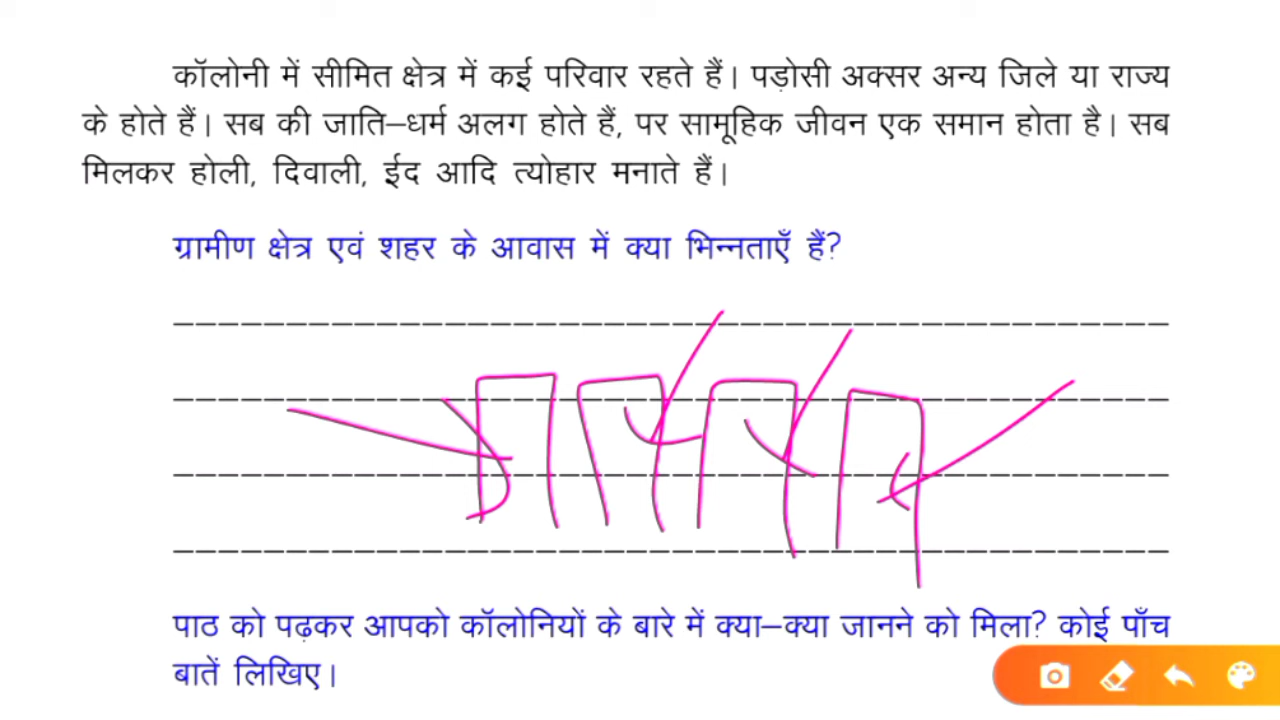 कॉलोनी में सीमित क्षेत्र में कई परिवार रहते हैं। पड़ोसी अक्सर अन्य जिले या राज्य
के होते हैं। सब की जाति–धर्म अलग होते हैं, पर सामूहिक जीवन एक समान होता है। सब
मिलकर होली, दिवाली, ईद आदि त्योहार मनाते हैं।
ग्रामीण क्षेत्र एवं शहर के आवास में क्या भिन्नताएँ हैं?
पाठ को पढ़कर आपको कॉलोनियों के बारे में क्या–क्या जानने को मिला? कोई पाँच
बातें लिखिए।